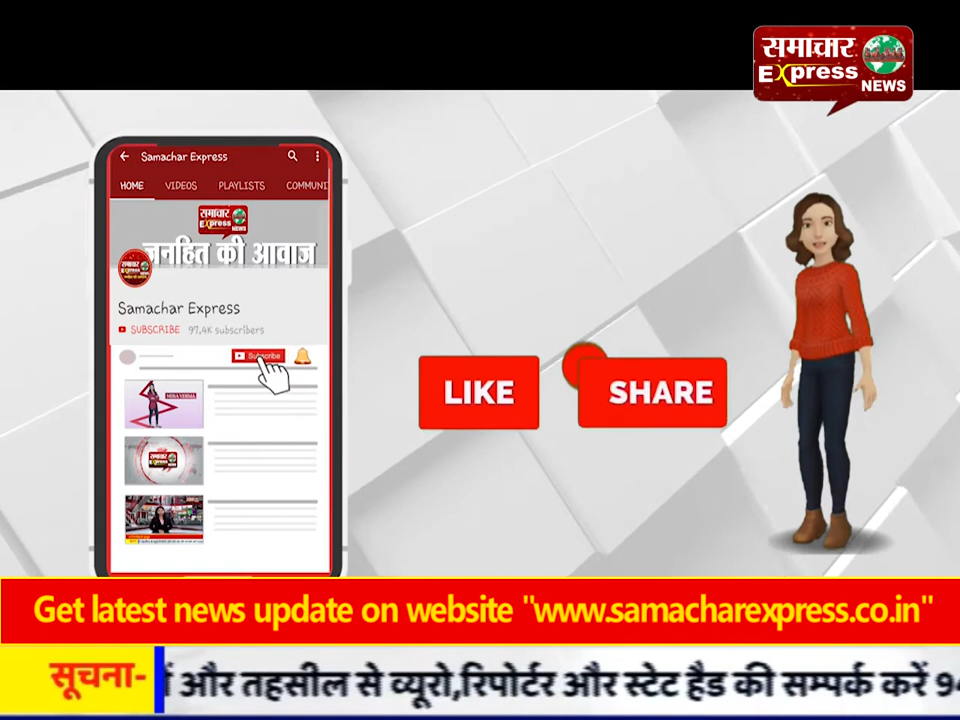 समाचार
Express
NEWS
Samachar Express
HOME VIDEOS PLAYLISTS COMMUNI
समाचार
Express
NEWS
जनहित की आवाज
Samachar Express
SUBSCRIBE 97.4K subscribers
Subscribe
LIKE
SHARE
Get latest news update on website "www.samacharexpress.co.in"
सूचना-
और तहसील से ब्यूरो,रिपोर्टर और स्टेट हैड की सम्पर्क करें 94